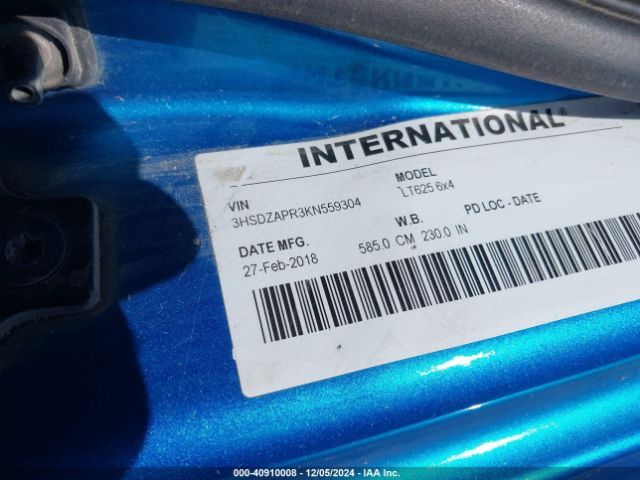 INTERNATIONAL®
VIN
3HSDZAPR3KN559304
MODEL
LT625 6x4
DATE MFG.
27-Feb-2018
W.B.
585.0 CM 230.0 IN
PD LOC - DATE
000-40910008 • 12/05/2024 • IAA Inc.